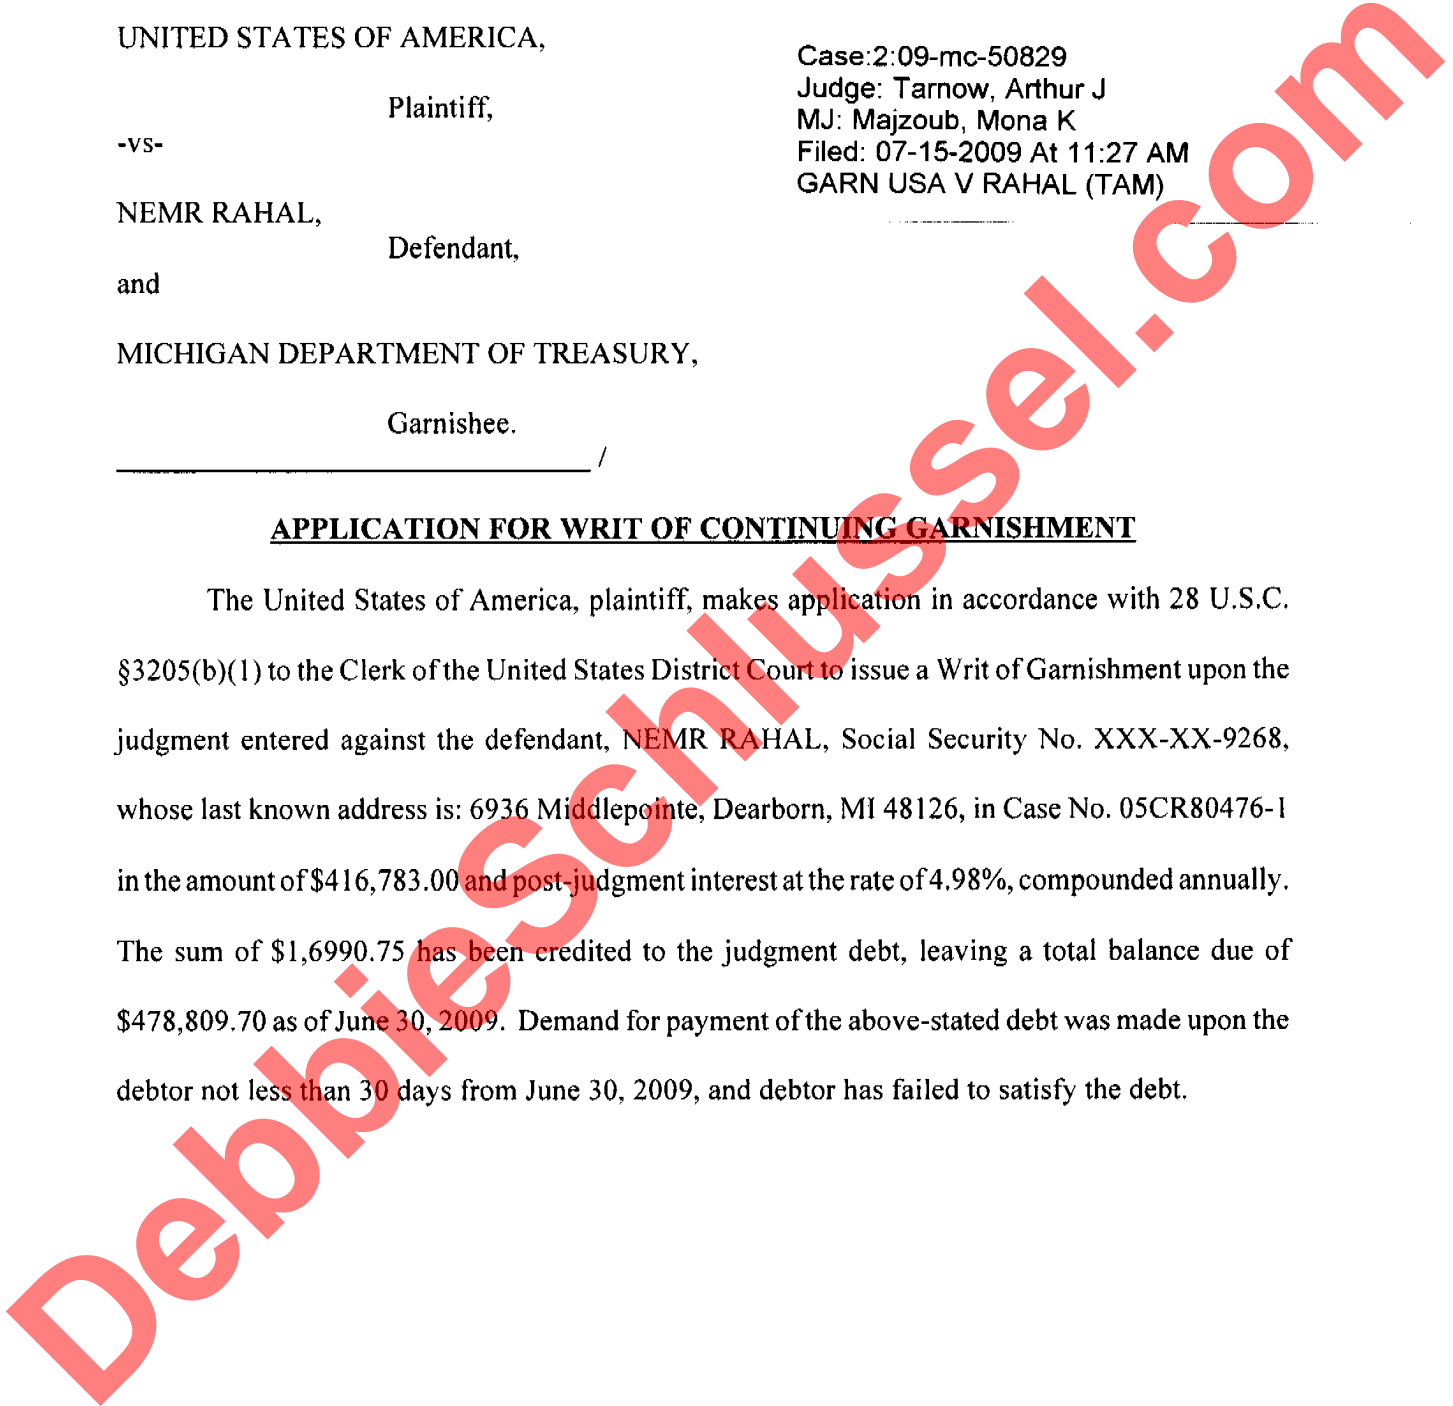 UNITED STATES OF AMERICA,
Plaintiff,
-vs-
NEMR RAHAL,
Defendant,
and
MICHIGAN DEPARTMENT OF TREASURY,
Garnishee.
/
Case:2:09-mc-50829
Judge: Tarnow, Arthur J
MJ: Majzoub, Mona K
Filed: 07-15-2009 At 11:27 AM
GARN USA V RAHAL (TAM)
APPLICATION FOR WRIT OF CONTINUING GARNISHMENT
The United States of America, plaintiff, makes application in accordance with 28 U.S.C.
§3205(b)(1) to the Clerk of the United States District Court to issue a Writ of Garnishment upon the
judgment entered against the defendant, NEMR RAHAL, Social Security No. XXX-XX-9268,
whose last known address is: 6936 Middlepointe, Dearborn, MI 48126, in Case No. 05CR80476-1
in the amount of $416,783.00 and post-judgment interest at the rate of 4.98%, compounded annually.
The sum of $1,6990.75 has been credited to the judgment debt, leaving a total balance due of
$478,809.70 as of June 30, 2009. Demand for payment of the above-stated debt was made upon the
debtor not less than 30 days from June 30, 2009, and debtor has failed to satisfy the debt.
DebbieSchlussel.com